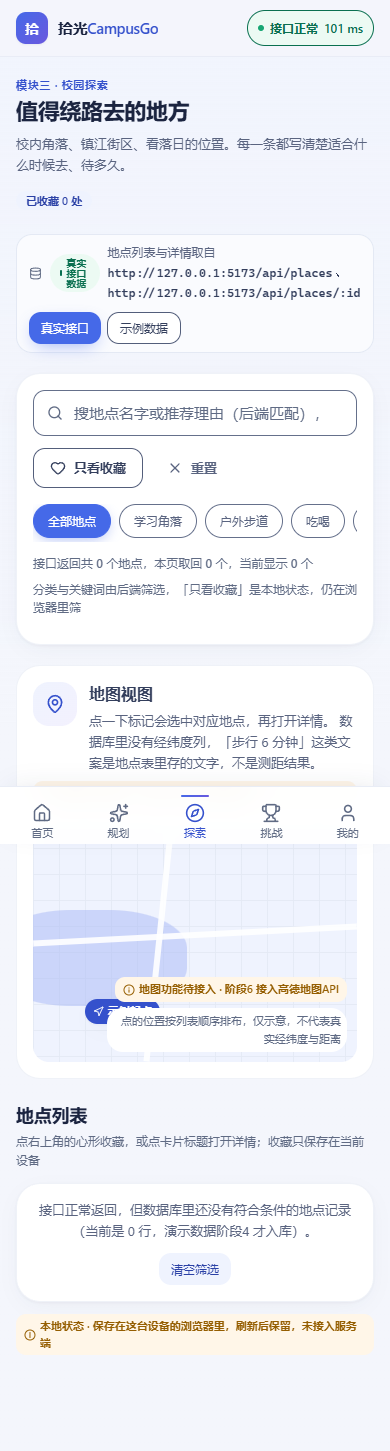 拾
拾光CampusGo
接口正常 101 ms
模块三 · 校园探索
值得绕路去的地方
校内角落、镇江街区、看落日的位置。每一条都写清楚适合什
么时候去、待多久。
已收藏 0 处
真实
接口
数据
地点列表与详情取自
http://127.0.0.1:5173/api/places、
http://127.0.0.1:5173/api/places/:id
真实接口
示例数据
搜地点名字或推荐理由（后端匹配），
只看收藏
重置
全部地点
学习角落
户外步道
吃喝
接口返回共 0 个地点，本页取回 0 个，当前显示 0 个
分类与关键词由后端筛选，「只看收藏」是本地状态，仍在浏
览器里筛
地图视图
点一下标记会选中对应地点，再打开详情。 数
据库里没有经纬度列，「步行 6 分钟」这类文
案是地点表里存的文字，不是测距结果。
首页
规划
探索
挑战
我的
地图功能待接入 · 阶段6 接入高德地图API
点的位置按列表顺序排布，仅示意，不代表真
实经纬度与距离
地点列表
点右上角的心形收藏，或点卡片标题打开详情；收藏只保存在当前
设备
接口正常返回，但数据库里还没有符合条件的地点记录
（当前是 0 行，演示数据阶段4 才入库）。
清空筛选
本地状态 · 保存在这台设备的浏览器里，刷新后保留，未接入服务
端